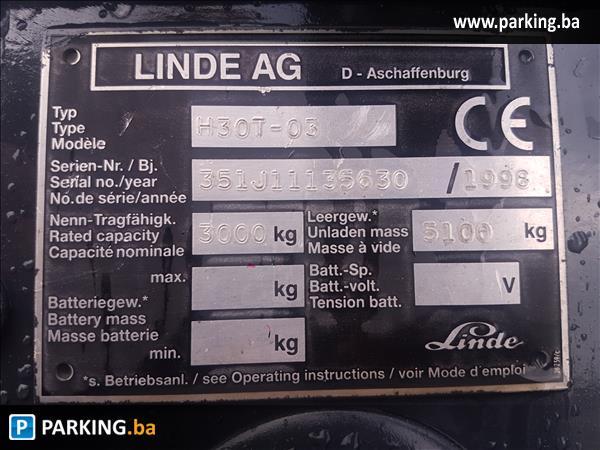 www.parking.ba
LINDE AG D - Aschaffenburg
Typ
Type
Modèle
H30T-03
CE
Serien-Nr. / Bj.
Serial no./year
No.de série/année
351J11135630 / 1998
Nenn-Tragfähigk.
Rated capacity
Capacité nominale
3000 kg
Leergew.*
Unladen mass
Masse à vide
5100 kg
max. kg
Batt.-Sp.
Batt.-volt.
Tension batt.
V
Batteriegew.*
Battery mass
Masse batterie
min. kg
Linde
*s. Betriebsanl. / see Operating instructions / voir Mode d'emploi
P PARKING.ba